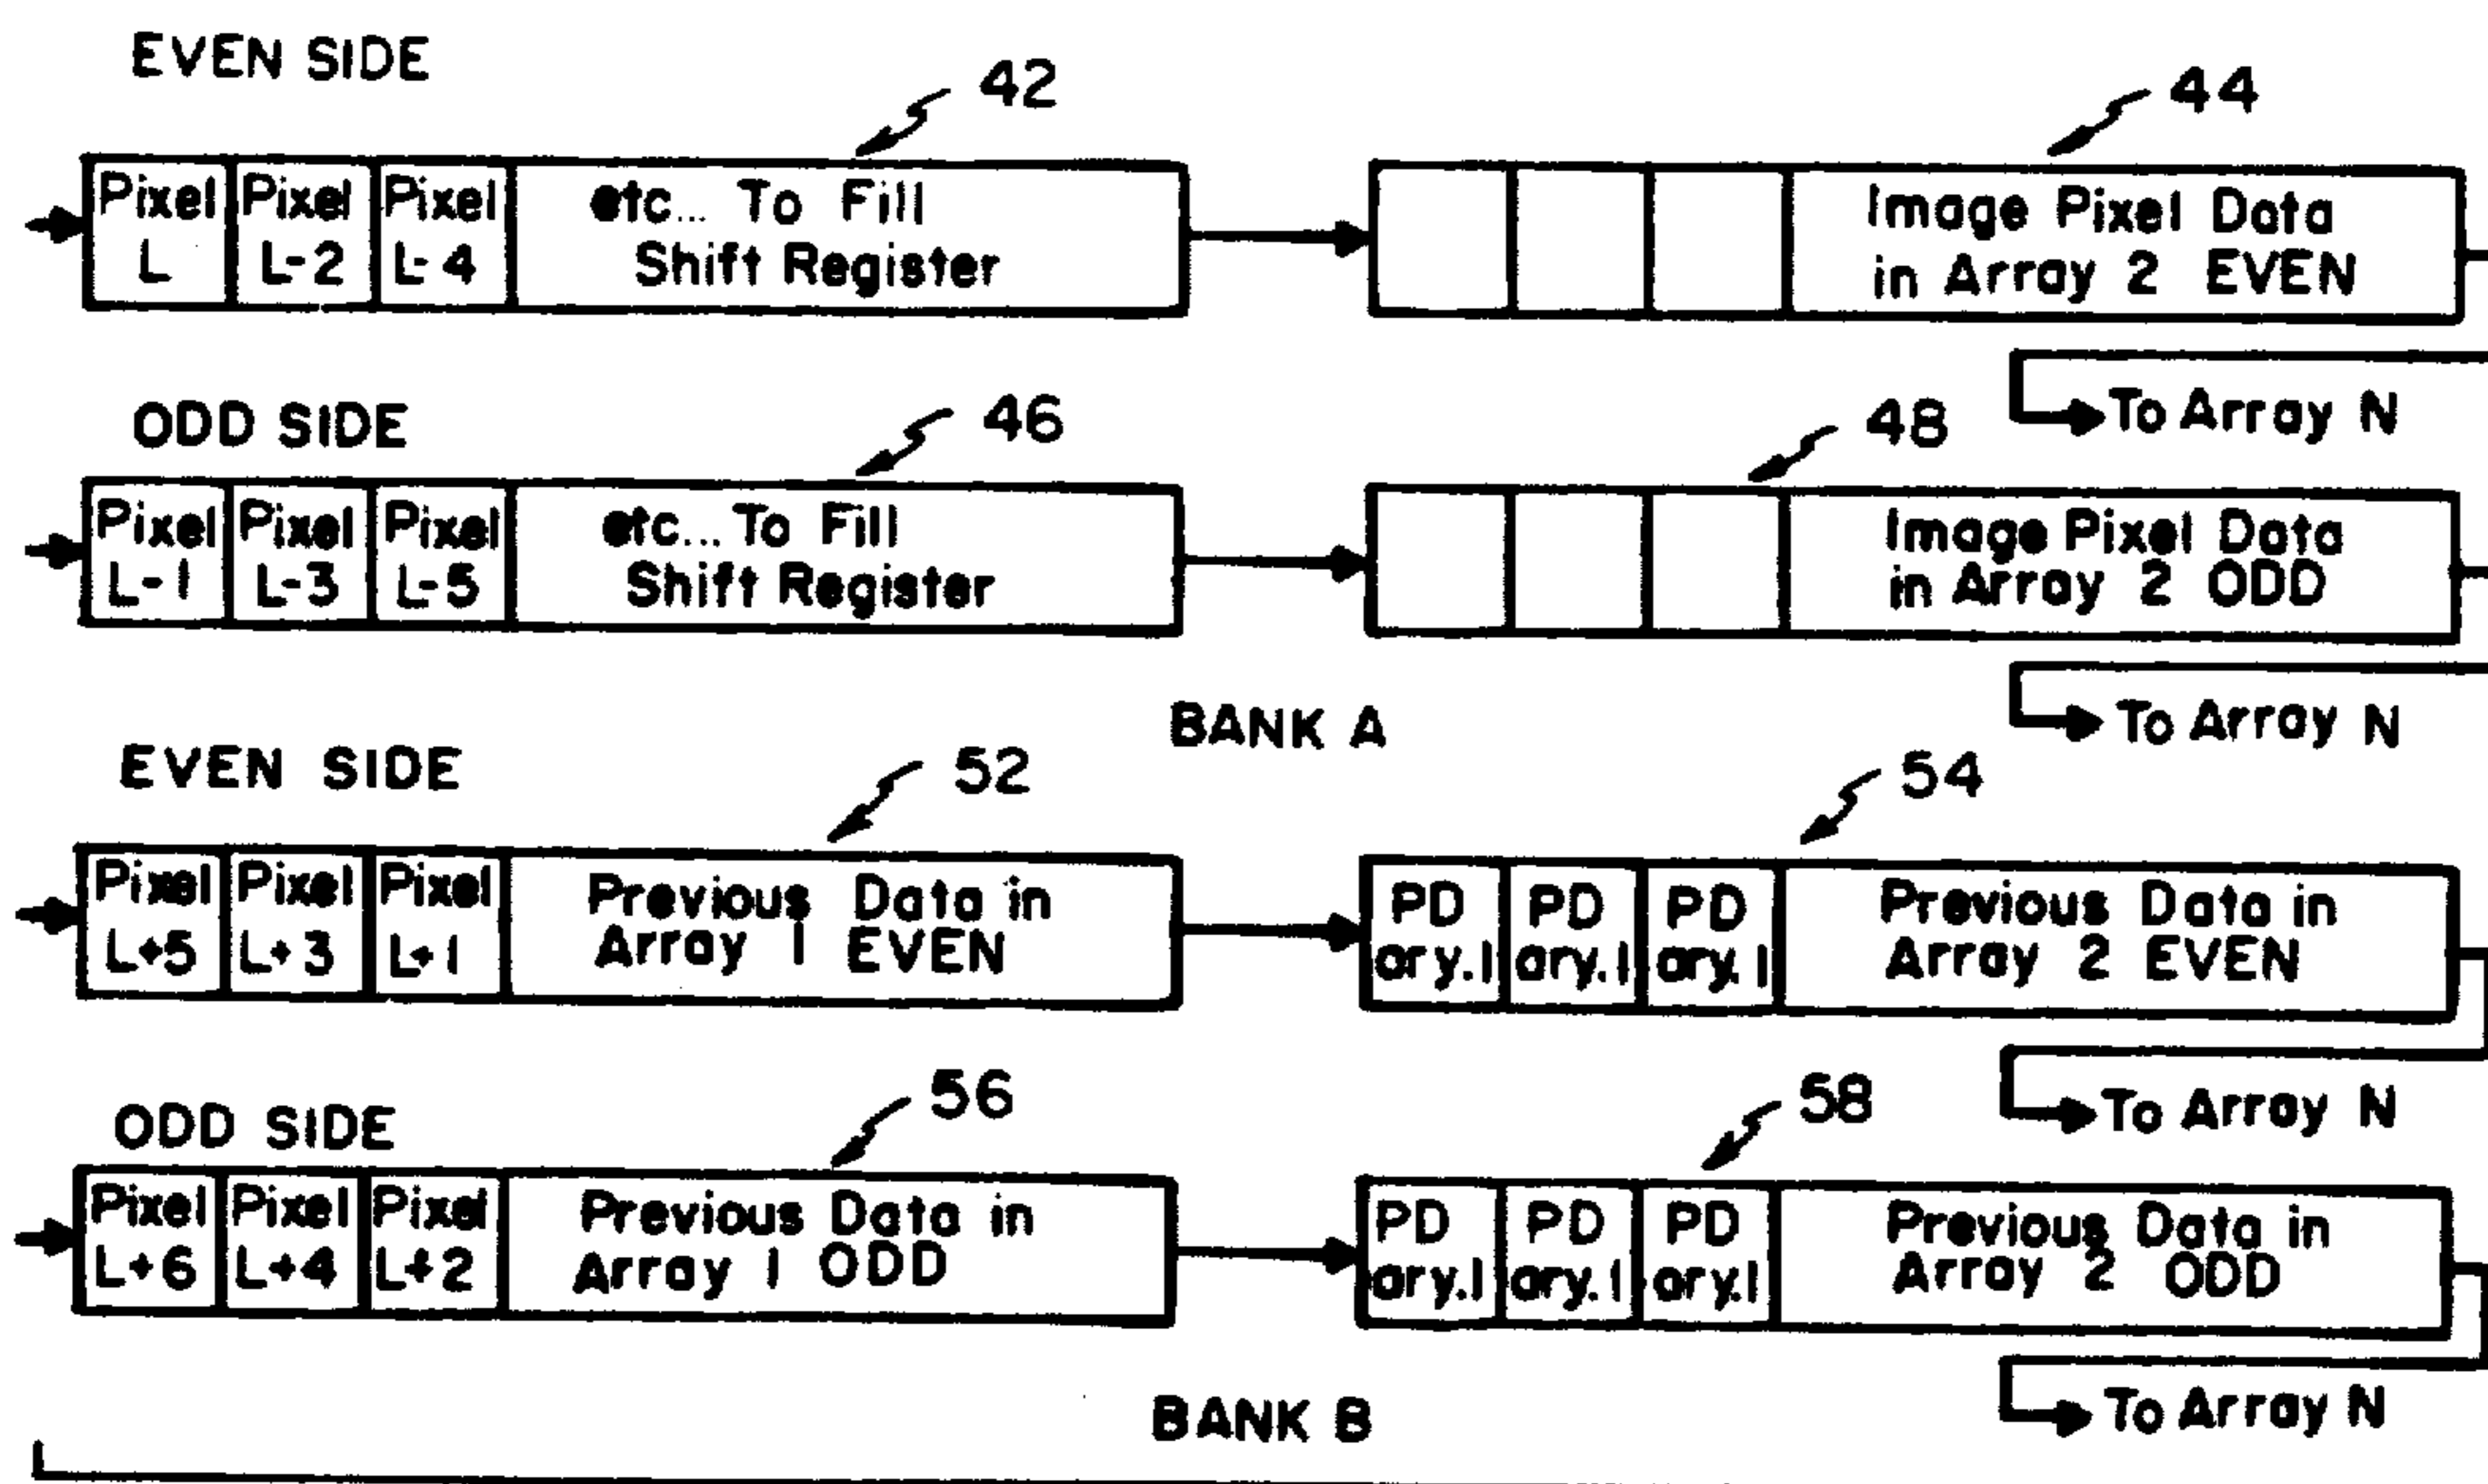 EVEN SIDE
42
44
Pixel L
Pixel L-2
Pixel L-4
etc... To Fill
Shift Register
Image Pixel Data
in Array 2 EVEN
To Array N
ODD SIDE
46
48
Pixel L-1
Pixel L-3
Pixel L-5
etc... To Fill
Shift Register
Image Pixel Data
in Array 2 ODD
To Array N
BANK A
EVEN SIDE
52
54
Pixel L+5
Pixel L+3
Pixel L+1
Previous Data in
Array 1 EVEN
PD ary.1
PD ary.1
PD ary.1
Previous Data in
Array 2 EVEN
To Array N
ODD SIDE
56
58
Pixel L+6
Pixel L+4
Pixel L+2
Previous Data in
Array 1 ODD
PD ary.1
PD ary.1
PD ary.1
Previous Data in
Array 2 ODD
To Array N
BANK B